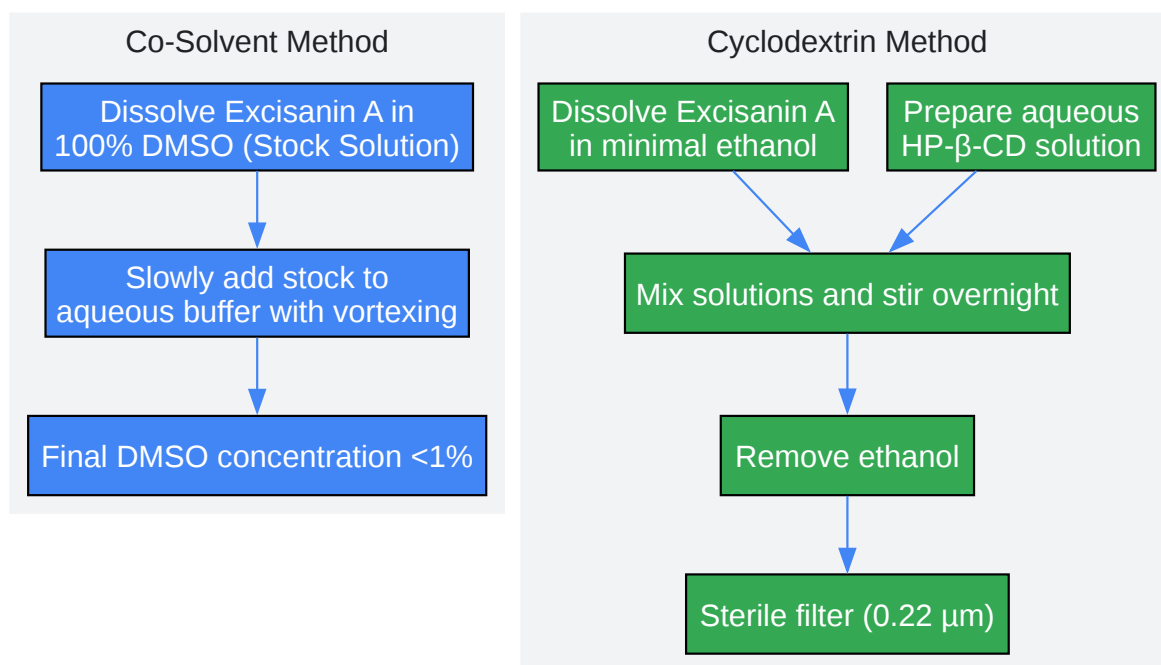 Co-Solvent Method
Dissolve Excisanin A in
100% DMSO (Stock Solution)
Slowly add stock to
aqueous buffer with vortexing
Final DMSO concentration <1%
Cyclodextrin Method
Dissolve Excisanin A
in minimal ethanol
Prepare aqueous
HP-β-CD solution
Mix solutions and stir overnight
Remove ethanol
Sterile filter (0.22 µm)